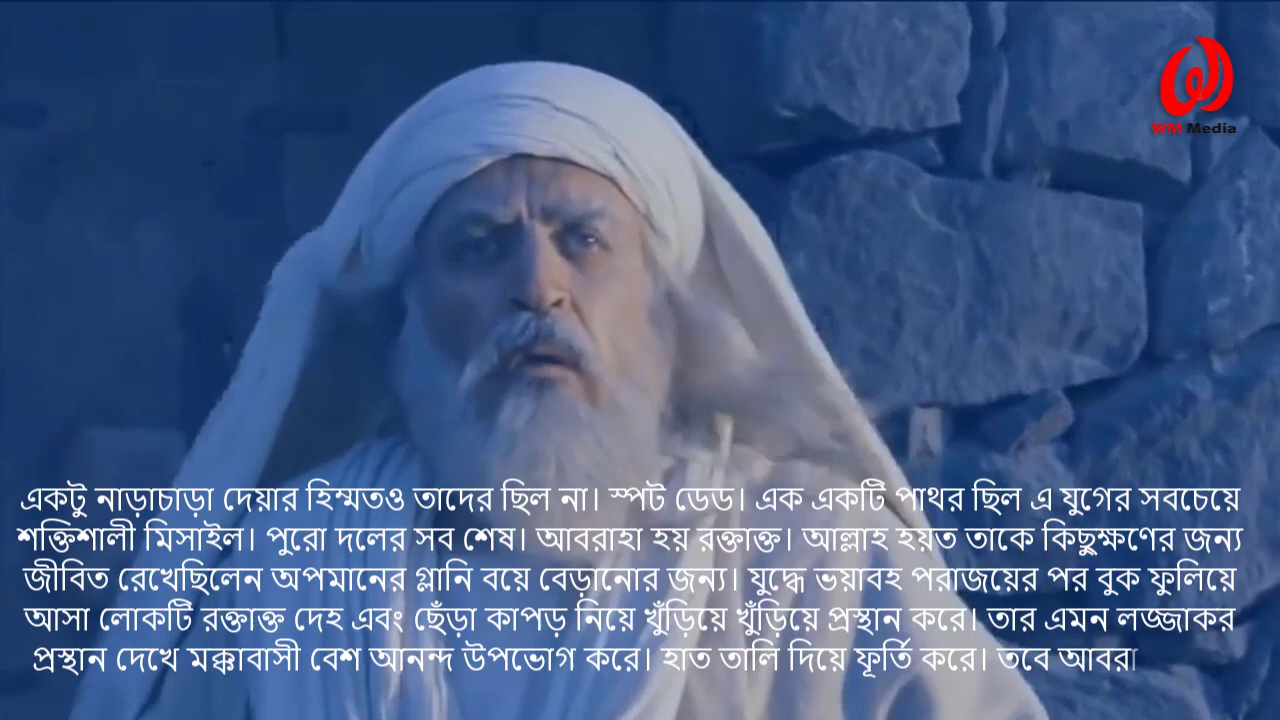 WM Media
একটু নাড়াচাড়া দেয়ার হিম্মতও তাদের ছিল না। স্পট ডেড। এক একটি পাথর ছিল এ যুগের সবচেয়ে
শক্তিশালী মিসাইল। পুরো দলের সব শেষ। আবরাহা হয় রক্তাক্ত। আল্লাহ হয়ত তাকে কিছুক্ষণের জন্য
জীবিত রেখেছিলেন অপমানের গ্লানি বয়ে বেড়ানোর জন্য। যুদ্ধে ভয়াবহ পরাজয়ের পর বুক ফুলিয়ে
আসা লোকটি রক্তাক্ত দেহ এবং ছেঁড়া কাপড় নিয়ে খুঁড়িয়ে খুঁড়িয়ে প্রস্থান করে। তার এমন লজ্জাকর
প্রস্থান দেখে মক্কাবাসী বেশ আনন্দ উপভোগ করে। হাত তালি দিয়ে ফূর্তি করে। তবে আবরা